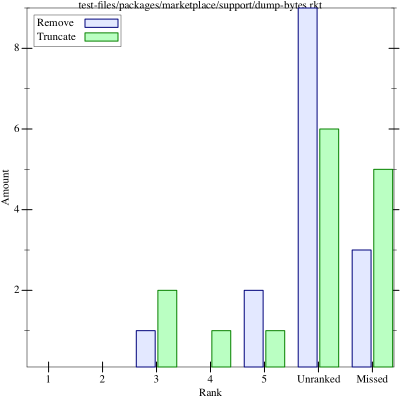 test-files/packages/marketplace/support/dump-bytes.rkt
Remove
Truncate
8
6
4
2
Amount
1 2 3 4 5 Unranked Missed
Rank